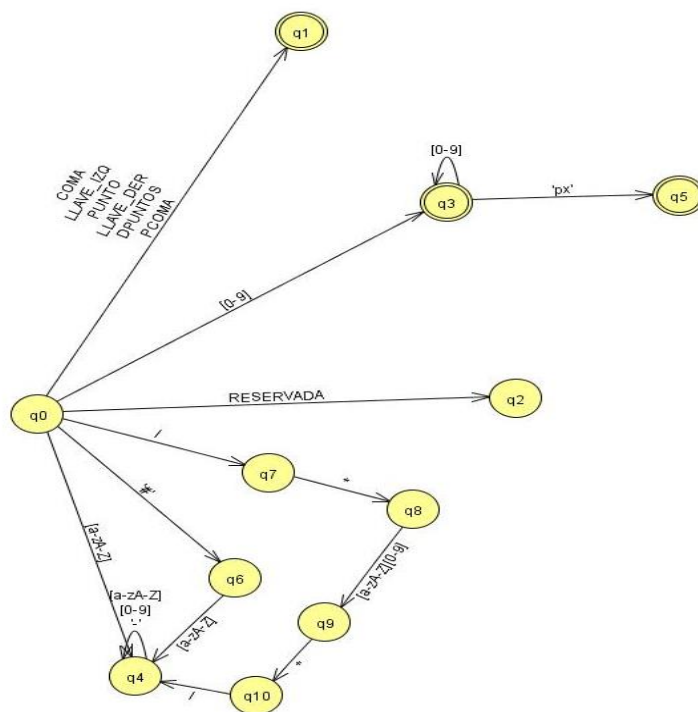 q1
COMA
LLAVE_IZQ
PUNTO
LLAVE_DER
DPUNTOS
PCOMA
[0-9]
q3
'px'
q5
[0-9]
q0
RESERVADA
q2
/
q7
*
q8
'#'
[a-zA-Z]
q6
[a-zA-Z][0-9]
[a-zA-Z]
[0-9]
'-'
[a-zA-Z]
q9
*
q4
/
q10